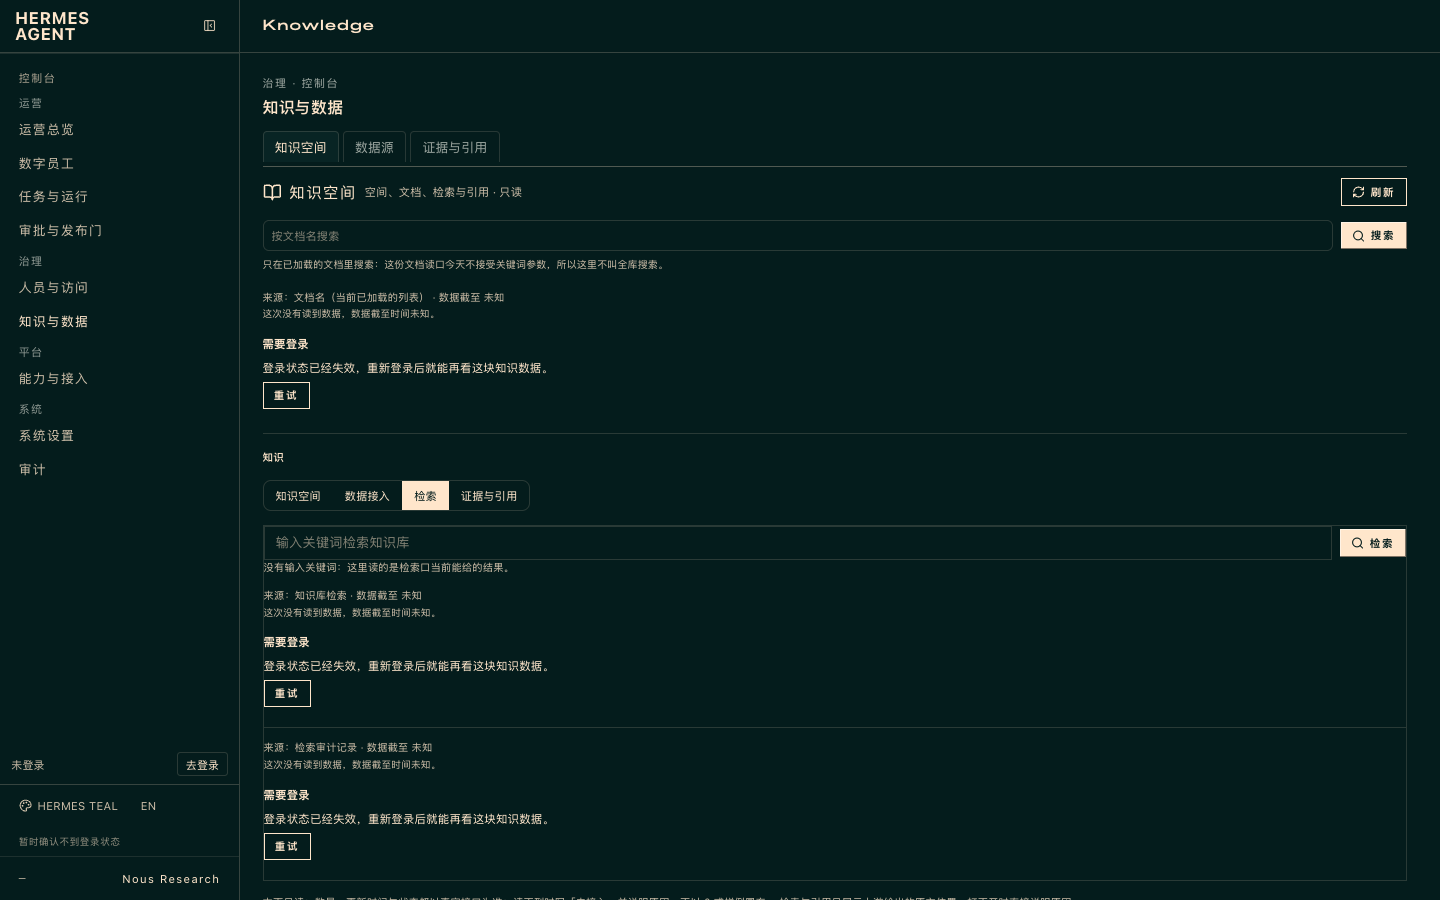 HERMES
AGENT
Knowledge
控制台
运营
运营总览
数字员工
任务与运行
审批与发布门
治理
人员与访问
知识与数据
平台
能力与接入
系统
系统设置
审计
未登录
去登录
HERMES TEAL EN
暂时确认不到登录状态
– Nous Research
治理 · 控制台
知识与数据
知识空间 数据源 证据与引用
知识空间 空间、文档、检索与引用 · 只读
刷新
按文档名搜索
搜索
只在已加载的文档里搜索：这份文档读口今天不接受关键词参数，所以这里不叫全库搜索。
来源：文档名（当前已加载的列表） · 数据截至 未知
这次没有读到数据，数据截至时间未知。
需要登录
登录状态已经失效，重新登录后就能再看这块知识数据。
重试
知识
知识空间 数据接入 检索 证据与引用
输入关键词检索知识库
检索
没有输入关键词：这里读的是检索口当前能给的结果。
来源：知识库检索 · 数据截至 未知
这次没有读到数据，数据截至时间未知。
需要登录
登录状态已经失效，重新登录后就能再看这块知识数据。
重试
来源：检索审计记录 · 数据截至 未知
这次没有读到数据，数据截至时间未知。
需要登录
登录状态已经失效，重新登录后就能再看这块知识数据。
重试